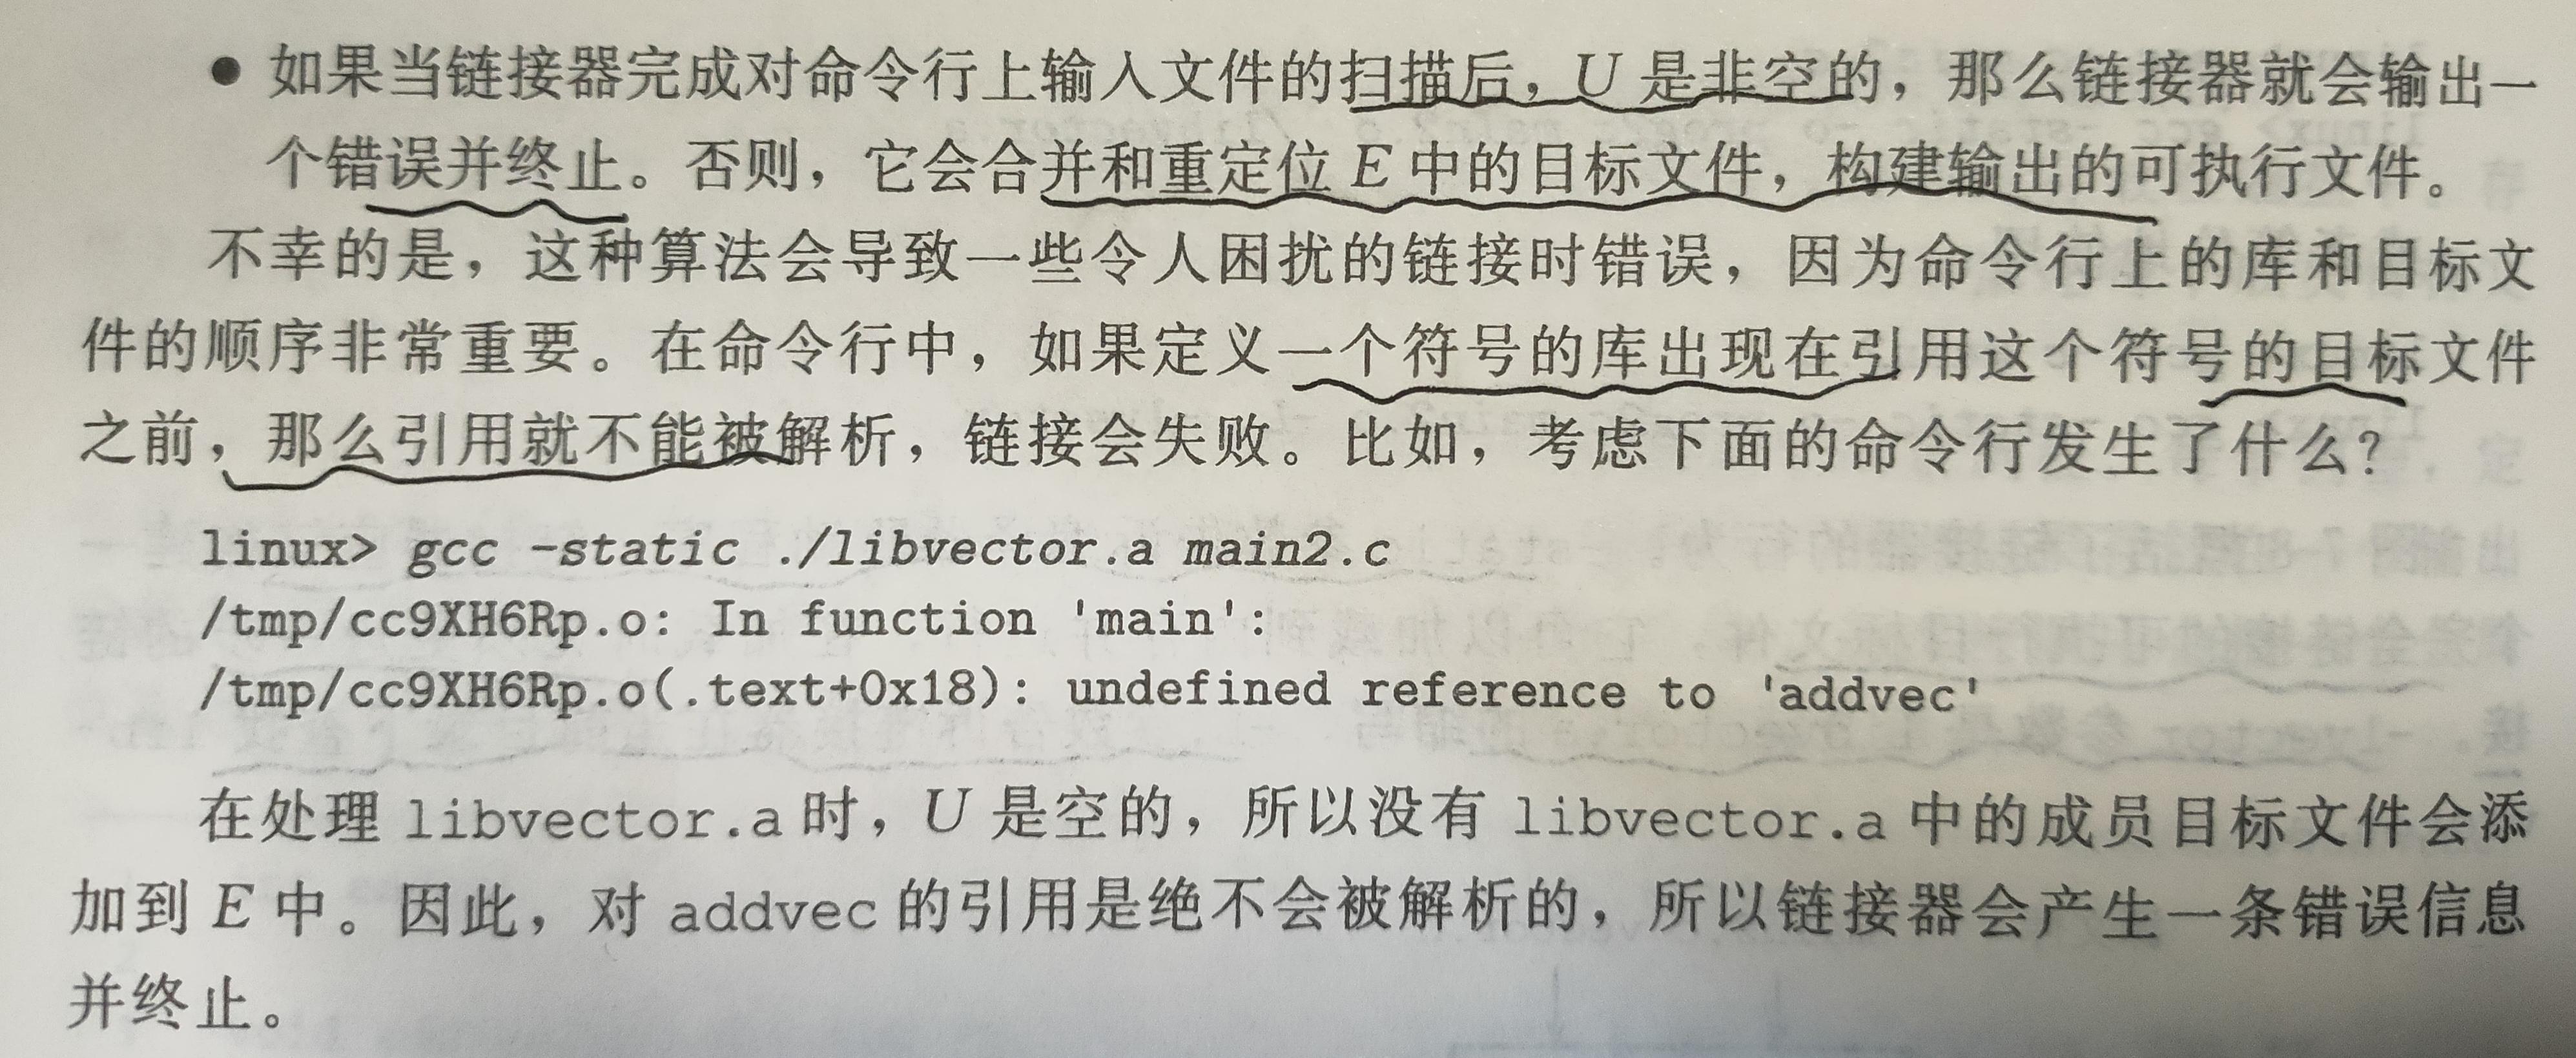 ● 如果当链接器完成对命令行上输入文件的扫描后，U 是非空的，那么链接器就会输出一
个错误并终止。否则，它会合并和重定位 E 中的目标文件，构建输出的可执行文件。
不幸的是，这种算法会导致一些令人困扰的链接时错误，因为命令行上的库和目标文
件的顺序非常重要。在命令行中，如果定义一个符号的库出现在引用这个符号的目标文件
之前，那么引用就不能被解析，链接会失败。比如，考虑下面的命令行发生了什么？
linux> gcc -static ./libvector.a main2.c
/tmp/cc9XH6Rp.o: In function 'main':
/tmp/cc9XH6Rp.o(.text+0x18): undefined reference to 'addvec'
在处理 libvector.a 时，U 是空的，所以没有 libvector.a 中的成员目标文件会添
加到 E 中。因此，对 addvec 的引用是绝不会被解析的，所以链接器会产生一条错误信息
并终止。